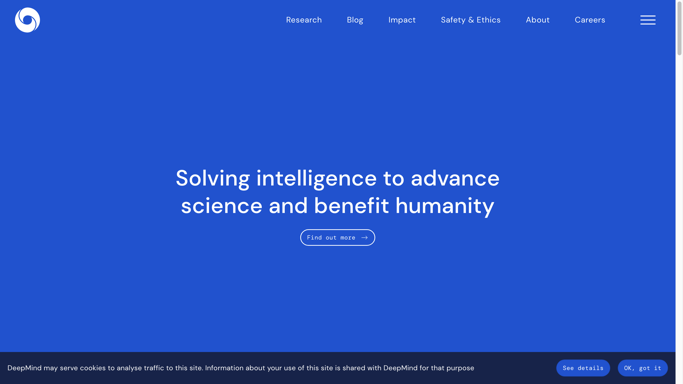 Research Blog Impact Safety & Ethics About Careers
Solving intelligence to advance
science and benefit humanity
Find out more
DeepMind may serve cookies to analyse traffic to this site. Information about your use of this site is shared with DeepMind for that purpose
See details OK, got it